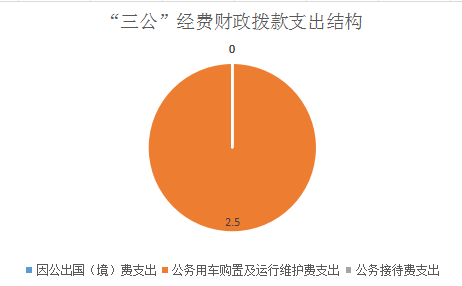 “三公”经费财政拨款支出结构
0
2.5
因公出国（境）费支出 公务用车购置及运行维护费支出 公务接待费支出